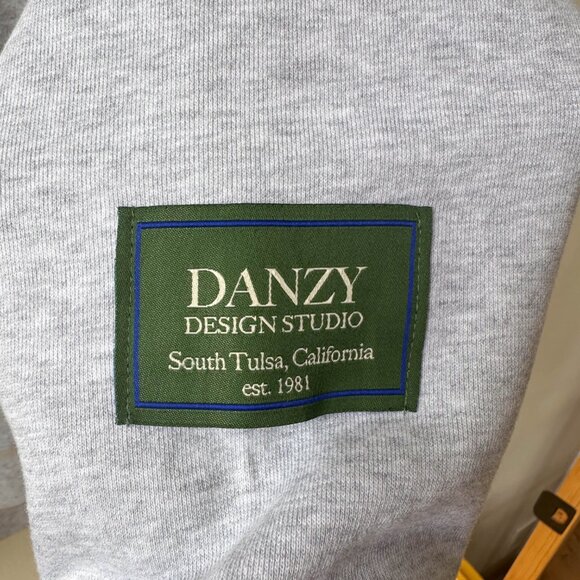 DANZY
DESIGN STUDIO
South Tulsa, California
est. 1981